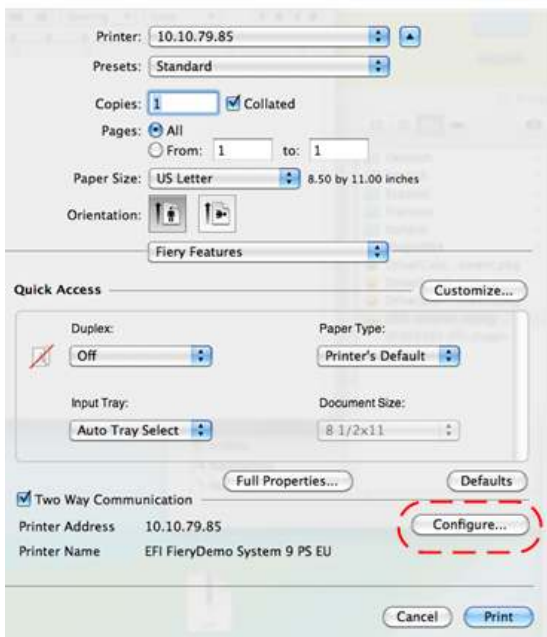 Printer: 10.10.79.85
Presets: Standard
Copies: 1 Collated
Pages: All
From: 1 to: 1
Paper Size: US Letter 8.50 by 11.00 inches
Orientation:
Fiery Features
Quick Access Customize...
Duplex: Paper Type:
Off Printer's Default
Input Tray: Document Size:
Auto Tray Select 8 1/2x11
Full Properties... Defaults
Two Way Communication
Printer Address 10.10.79.85 Configure...
Printer Name EFI FieryDemo System 9 PS EU
Cancel Print